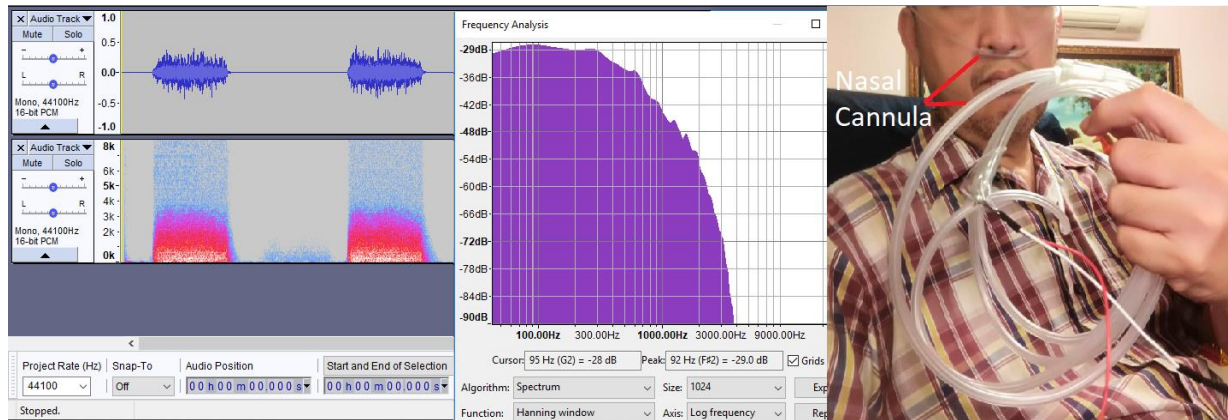 Audio Track
Mute Solo
- +
L R
Mono, 44100Hz
16-bit PCM
1.0
0.5-
0.0-
-0.5-
-1.0
Audio Track
Mute Solo
- +
L R
Mono, 44100Hz
16-bit PCM
8k
6k
5k
4k
3k
2k
0k
Project Rate (Hz) Snap-To Audio Position Start and End of Selection
44100 Off 00 h 00 m 00.000 s 00 h 00 m 00.000 s
Stopped.
Frequency Analysis
-29dB
-36dB
-42dB
-48dB
-54dB
-60dB
-66dB
-72dB
-78dB
-84dB
-90dB
100.00Hz 300.00Hz 1000.00Hz 3000.00Hz 9000.00Hz
Cursor: 95 Hz (G2) = -28 dB Peak: 92 Hz (F#2) = -29.0 dB Grids
Algorithm: Spectrum Size: 1024 Exp
Function: Hanning window Axis: Log frequency Rep
Nasal
Cannula